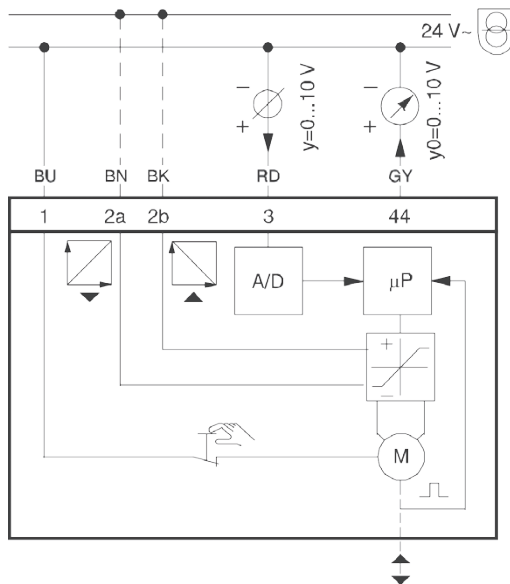 24 V~
− − 
+ y=0...10 V + y0=0...10 V
BU BN BK RD GY
1 2a 2b 3 44
A/D µP
+
−
M